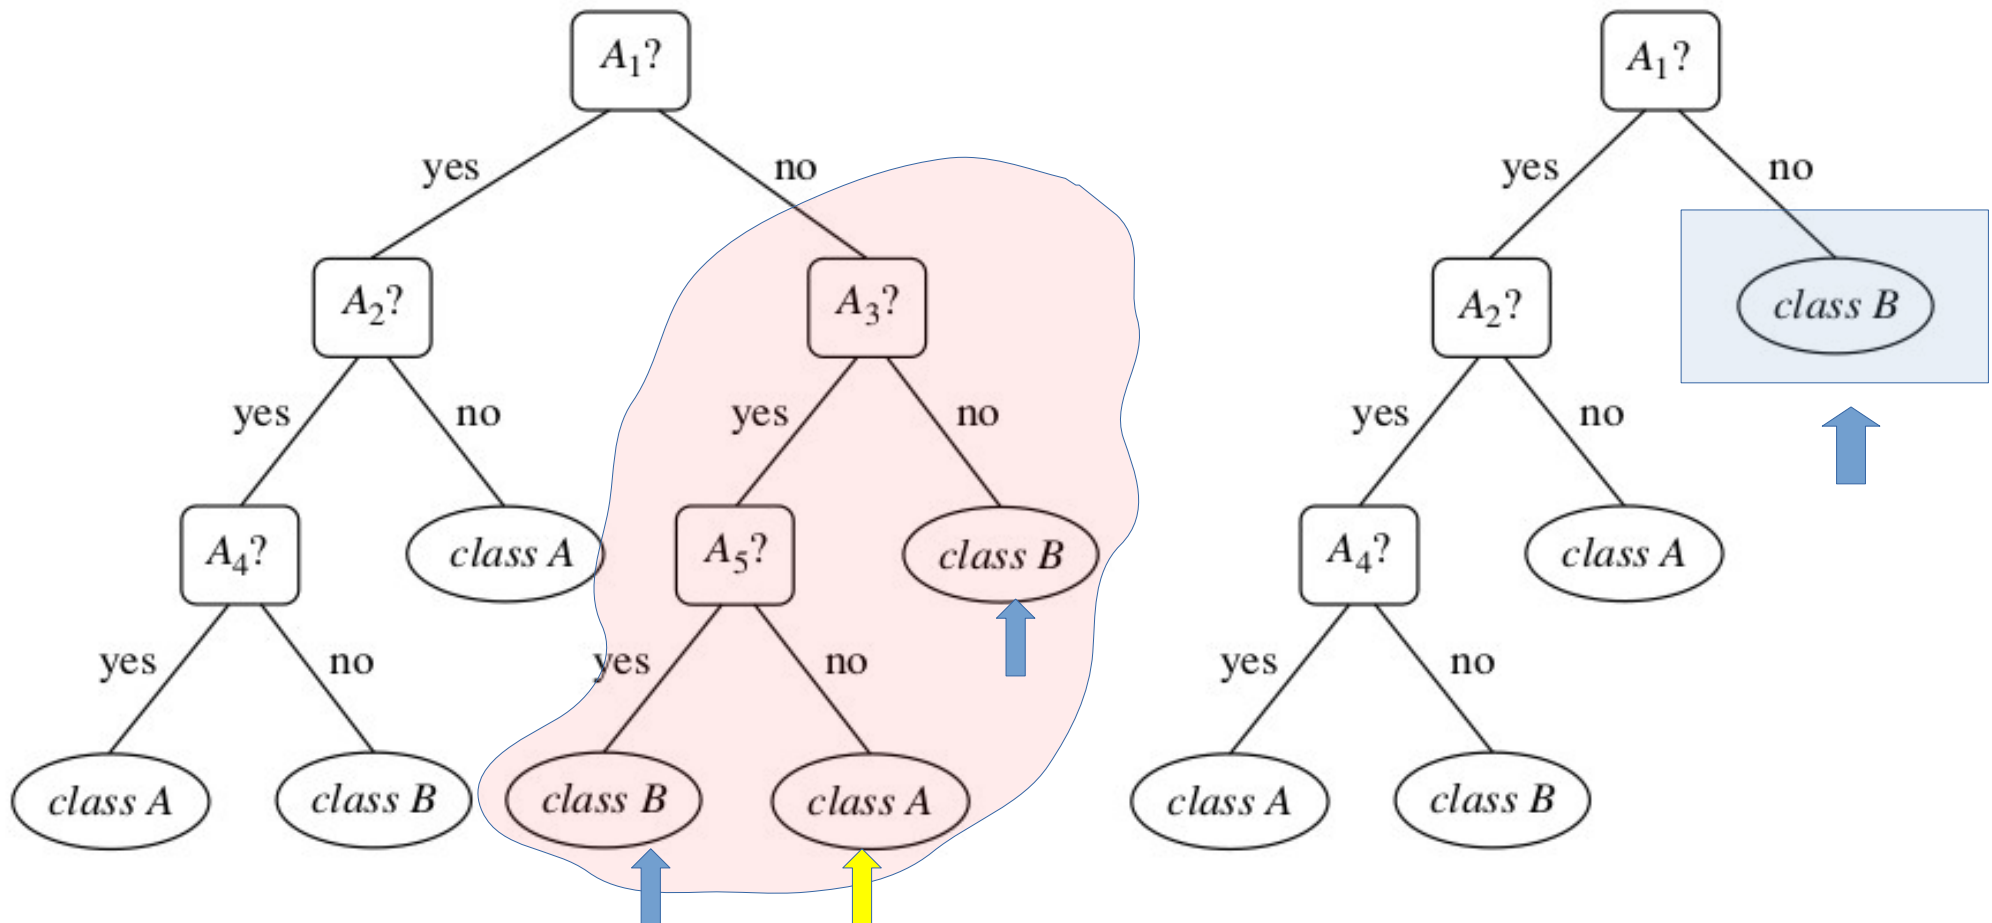 A₁?
yes
no
A₂?
A₃?
yes
no
yes
no
A₄?
class A
A₅?
class B
yes
no
yes
no
class A
class B
class B
class A
A₁?
yes
no
A₂?
class B
yes
no
A₄?
class A
yes
no
class A
class B